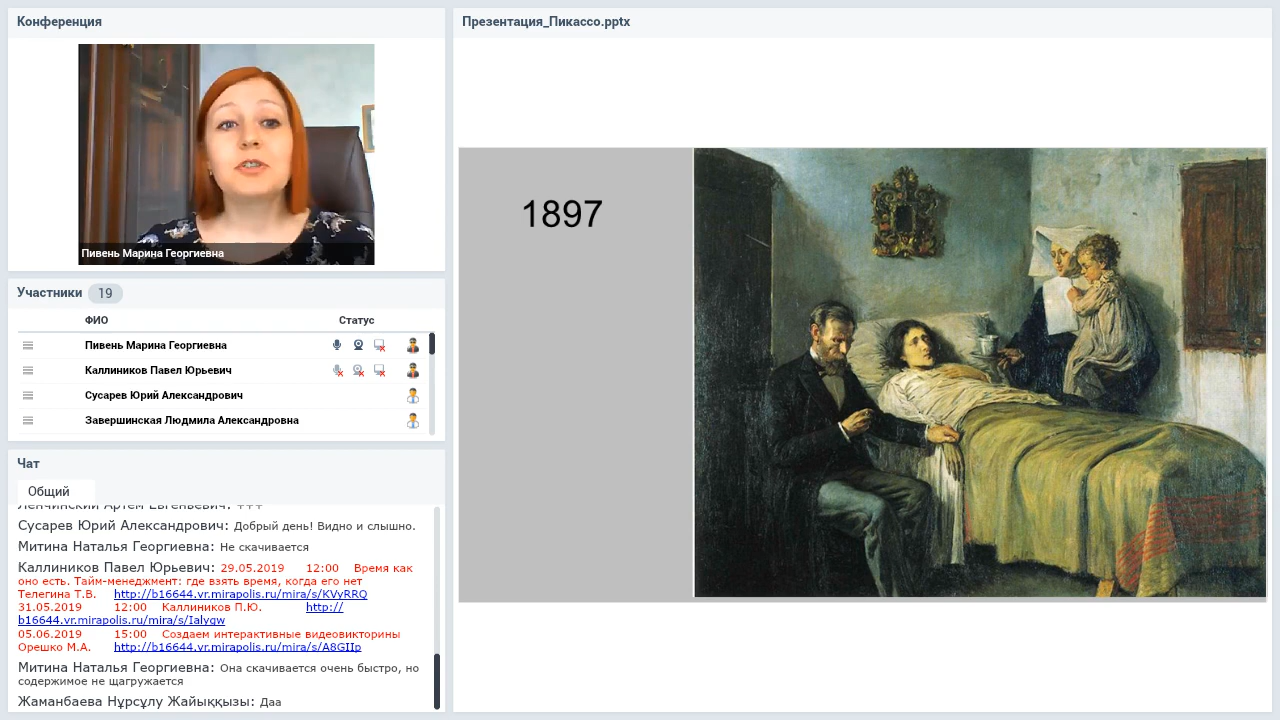 Конференция
Пивень Марина Георгиевна
Участники 19
ФИО Статус
Пивень Марина Георгиевна
Каллиников Павел Юрьевич
Сусарев Юрий Александрович
Завершинская Людмила Александровна
Чат
Общий
Ленчинский Артем Евгеньевич: +++
Сусарев Юрий Александрович: Добрый день! Видно и слышно.
Митина Наталья Георгиевна: Не скачивается
Каллиников Павел Юрьевич: 29.05.2019 12:00 Время как
оно есть. Тайм-менеджмент: где взять время, когда его нет
Телегина Т.В. http://b16644.vr.mirapolis.ru/mira/s/KVyRRQ
31.05.2019 12:00 Каллиников П.Ю. http://
b16644.vr.mirapolis.ru/mira/s/Ialyqw
05.06.2019 15:00 Создаем интерактивные видеовикторины
Орешко М.А. http://b16644.vr.mirapolis.ru/mira/s/A8GIIp
Митина Наталья Георгиевна: Она скачивается очень быстро, но
содержимое не щагружается
Жаманбаева Нұрсұлу Жайыққызы: Даа
Презентация_Пикассо.pptx
1897